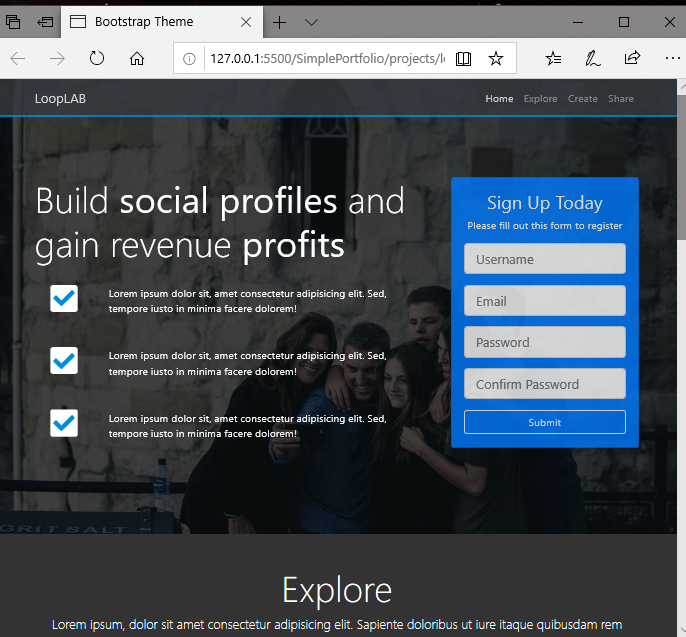 Bootstrap Theme
127.0.0.1:5500/SimplePortfolio/projects/l
LoopLAB
Home Explore Create Share
Build social profiles and
gain revenue profits
Lorem ipsum dolor sit, amet consectetur adipisicing elit. Sed,
tempore iusto in minima facere dolorem!
Lorem ipsum dolor sit, amet consectetur adipisicing elit. Sed,
tempore iusto in minima facere dolorem!
Lorem ipsum dolor sit, amet consectetur adipisicing elit. Sed,
tempore iusto in minima facere dolorem!
Sign Up Today
Please fill out this form to register
Username
Email
Password
Confirm Password
Submit
GRIT SALT
Explore
Lorem ipsum, dolor sit amet consectetur adipisicing elit. Sapiente doloribus ut iure itaque quibusdam rem